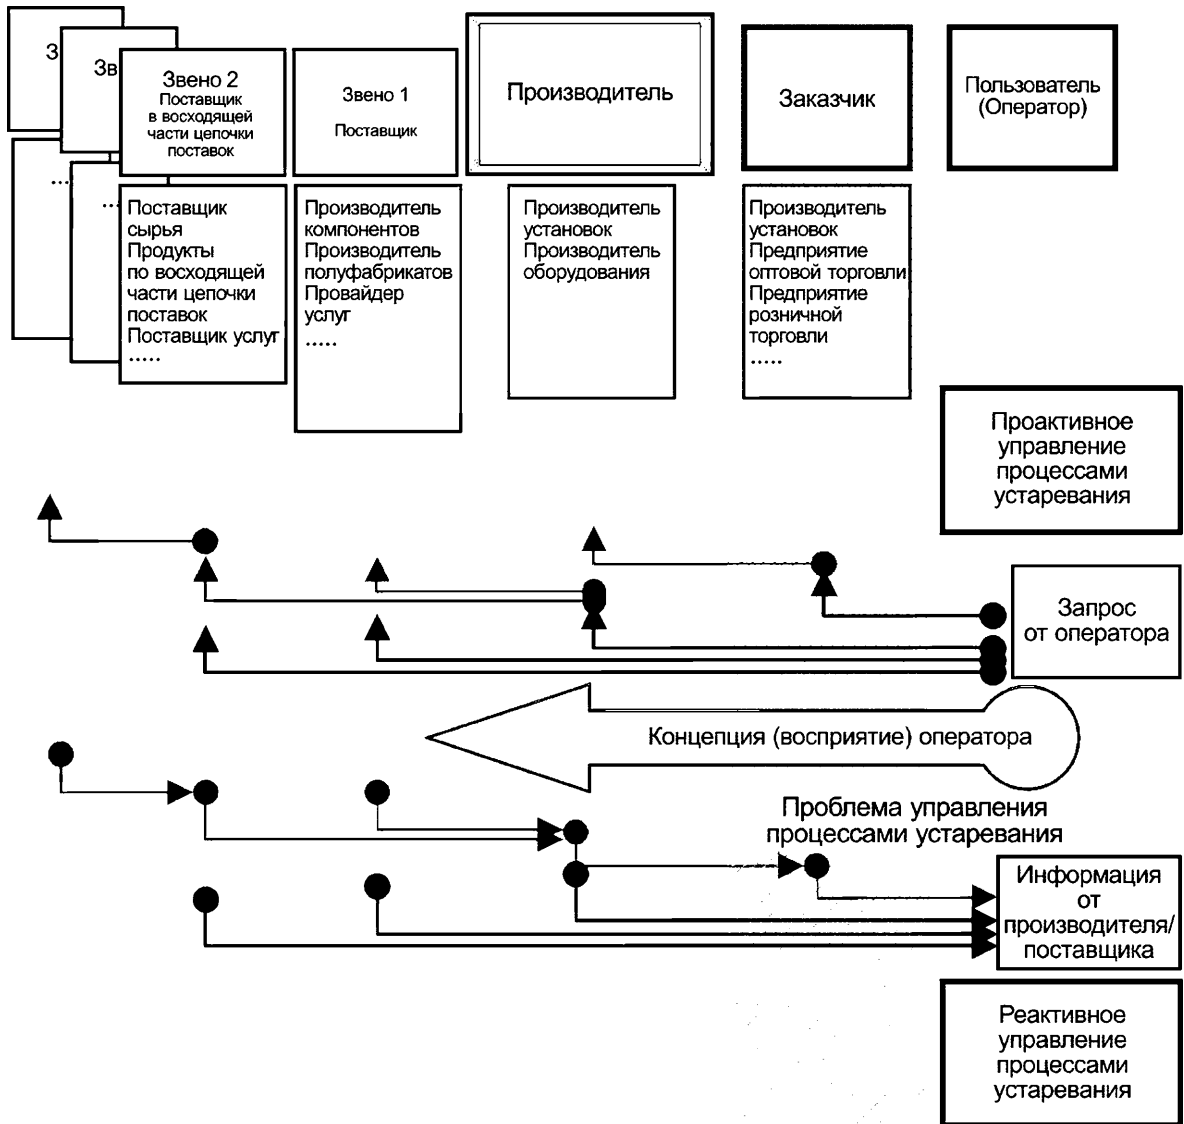 З
Зв
Звено 2
Поставщик
в восходящей
части цепочки
поставок
Звено 1
Поставщик
Производитель
Заказчик
Пользователь
(Оператор)
...
...
Поставщик
сырья
Продукты
по восходящей
части цепочки
поставок
Поставщик услуг
.....
Производитель
компонентов
Производитель
полуфабрикатов
Провайдер
услуг
.....
Производитель
установок
Производитель
оборудования
Производитель
установок
Предприятие
оптовой торговли
Предприятие
розничной
торговли
.....
Проактивное
управление
процессами
устаревания
Запрос
от оператора
Концепция (восприятие) оператора
Проблема управления
процессами устаревания
Информация
от
производителя/
поставщика
Реактивное
управление
процессами
устаревания